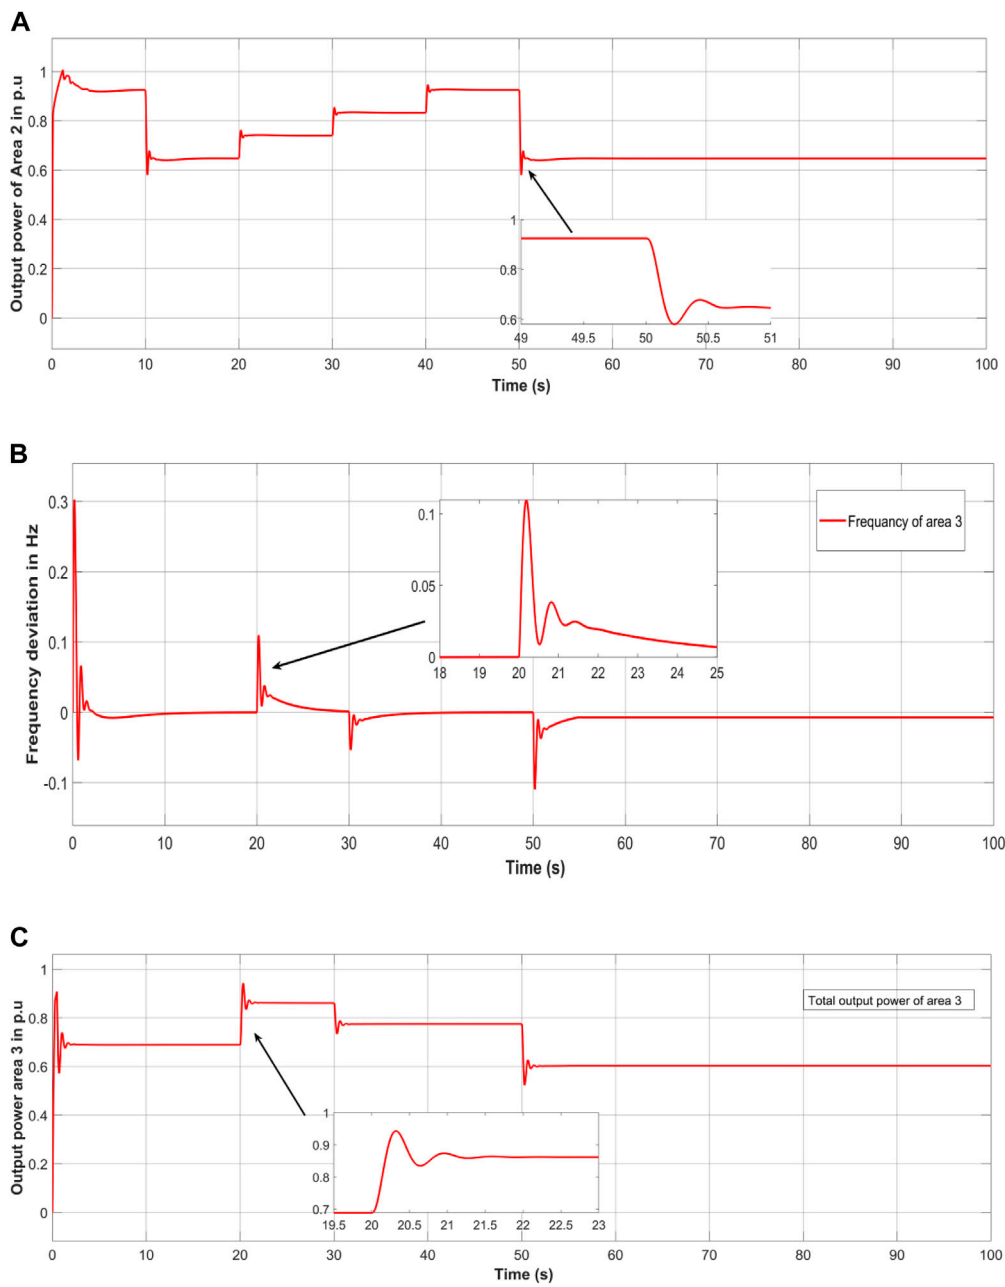 A
Output power of Area 2 in p.u
1
0.8
0.6
0.4
0.2
0
1
0.8
0.6
49 49.5 50 50.5 51
0 10 20 30 40 50 60 70 80 90 100
Time (s)
B
Frequency deviation in Hz
0.3
0.2
0.1
0
-0.1
0.1
0.05
0
18 19 20 21 22 23 24 25
Frequancy of area 3
0 10 20 30 40 50 60 70 80 90 100
Time (s)
C
Output power area 3 in p.u
1
0.8
0.6
0.4
0.2
0
Total output power of area 3
1
0.9
0.8
0.7
19.5 20 20.5 21 21.5 22 22.5 23
0 10 20 30 40 50 60 70 80 90 100
Time (s)